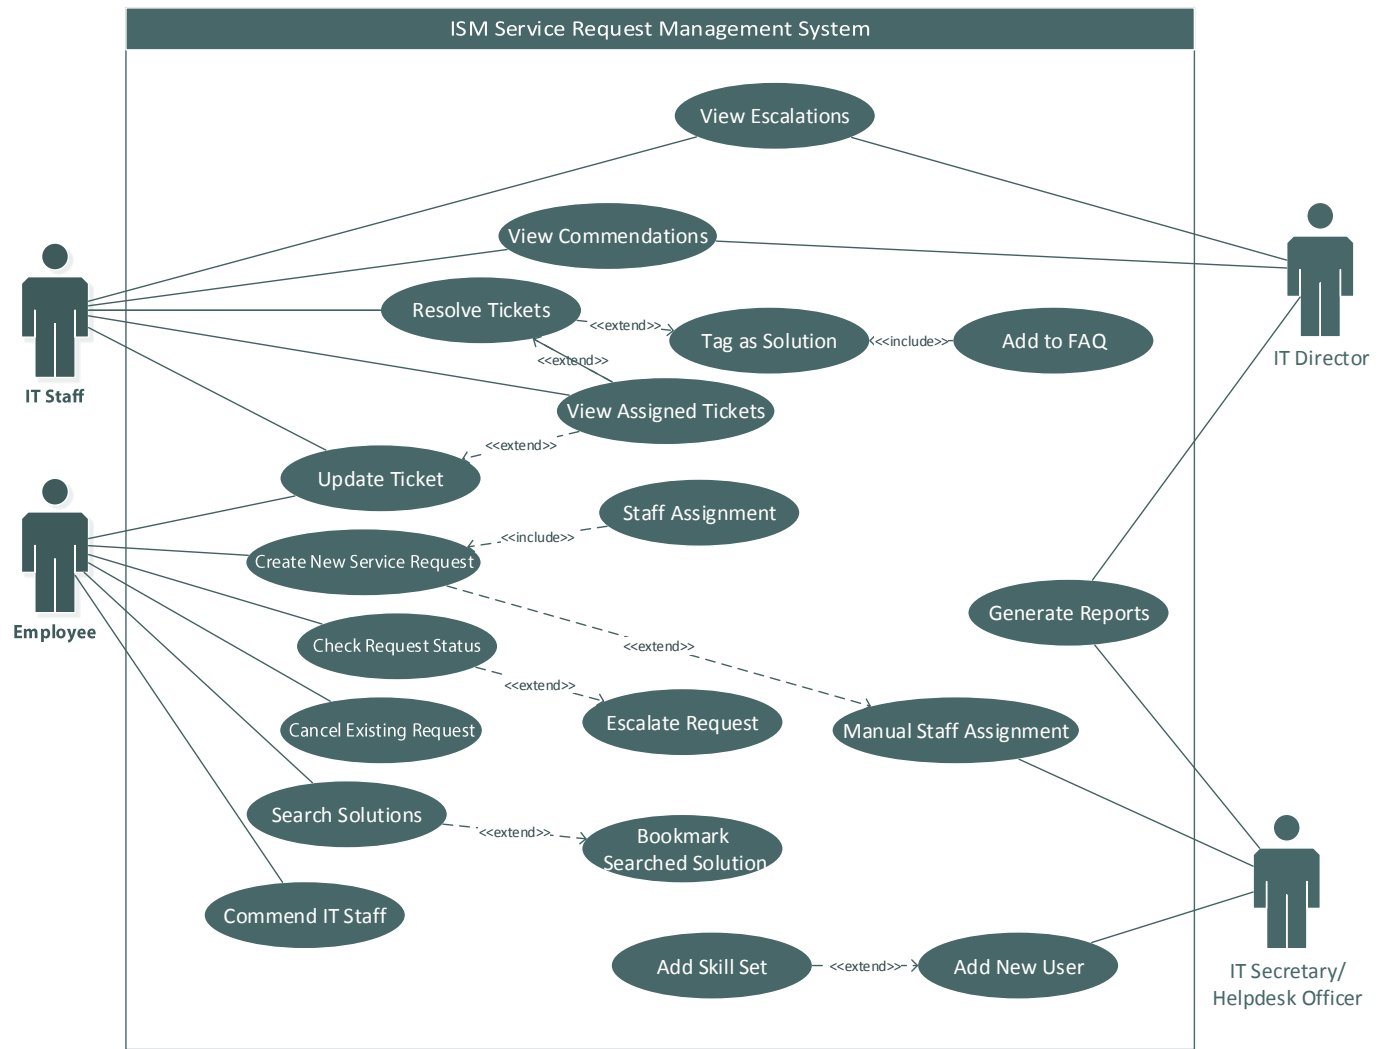 ISM Service Request Management System
View Escalations
View Commendations
Resolve Tickets
<<extend>>
Tag as Solution
<<include>>
Add to FAQ
IT Director
<<extend>>
IT Staff
View Assigned Tickets
<<extend>>
Update Ticket
Staff Assignment
<<include>>
Create New Service Request
Employee
Generate Reports
Check Request Status
<<extend>>
<<extend>>
Escalate Request
Cancel Existing Request
Manual Staff Assignment
Search Solutions
<<extend>>
Bookmark
Searched Solution
Commend IT Staff
Add Skill Set
<<extend>>
Add New User
IT Secretary/
Helpdesk Officer